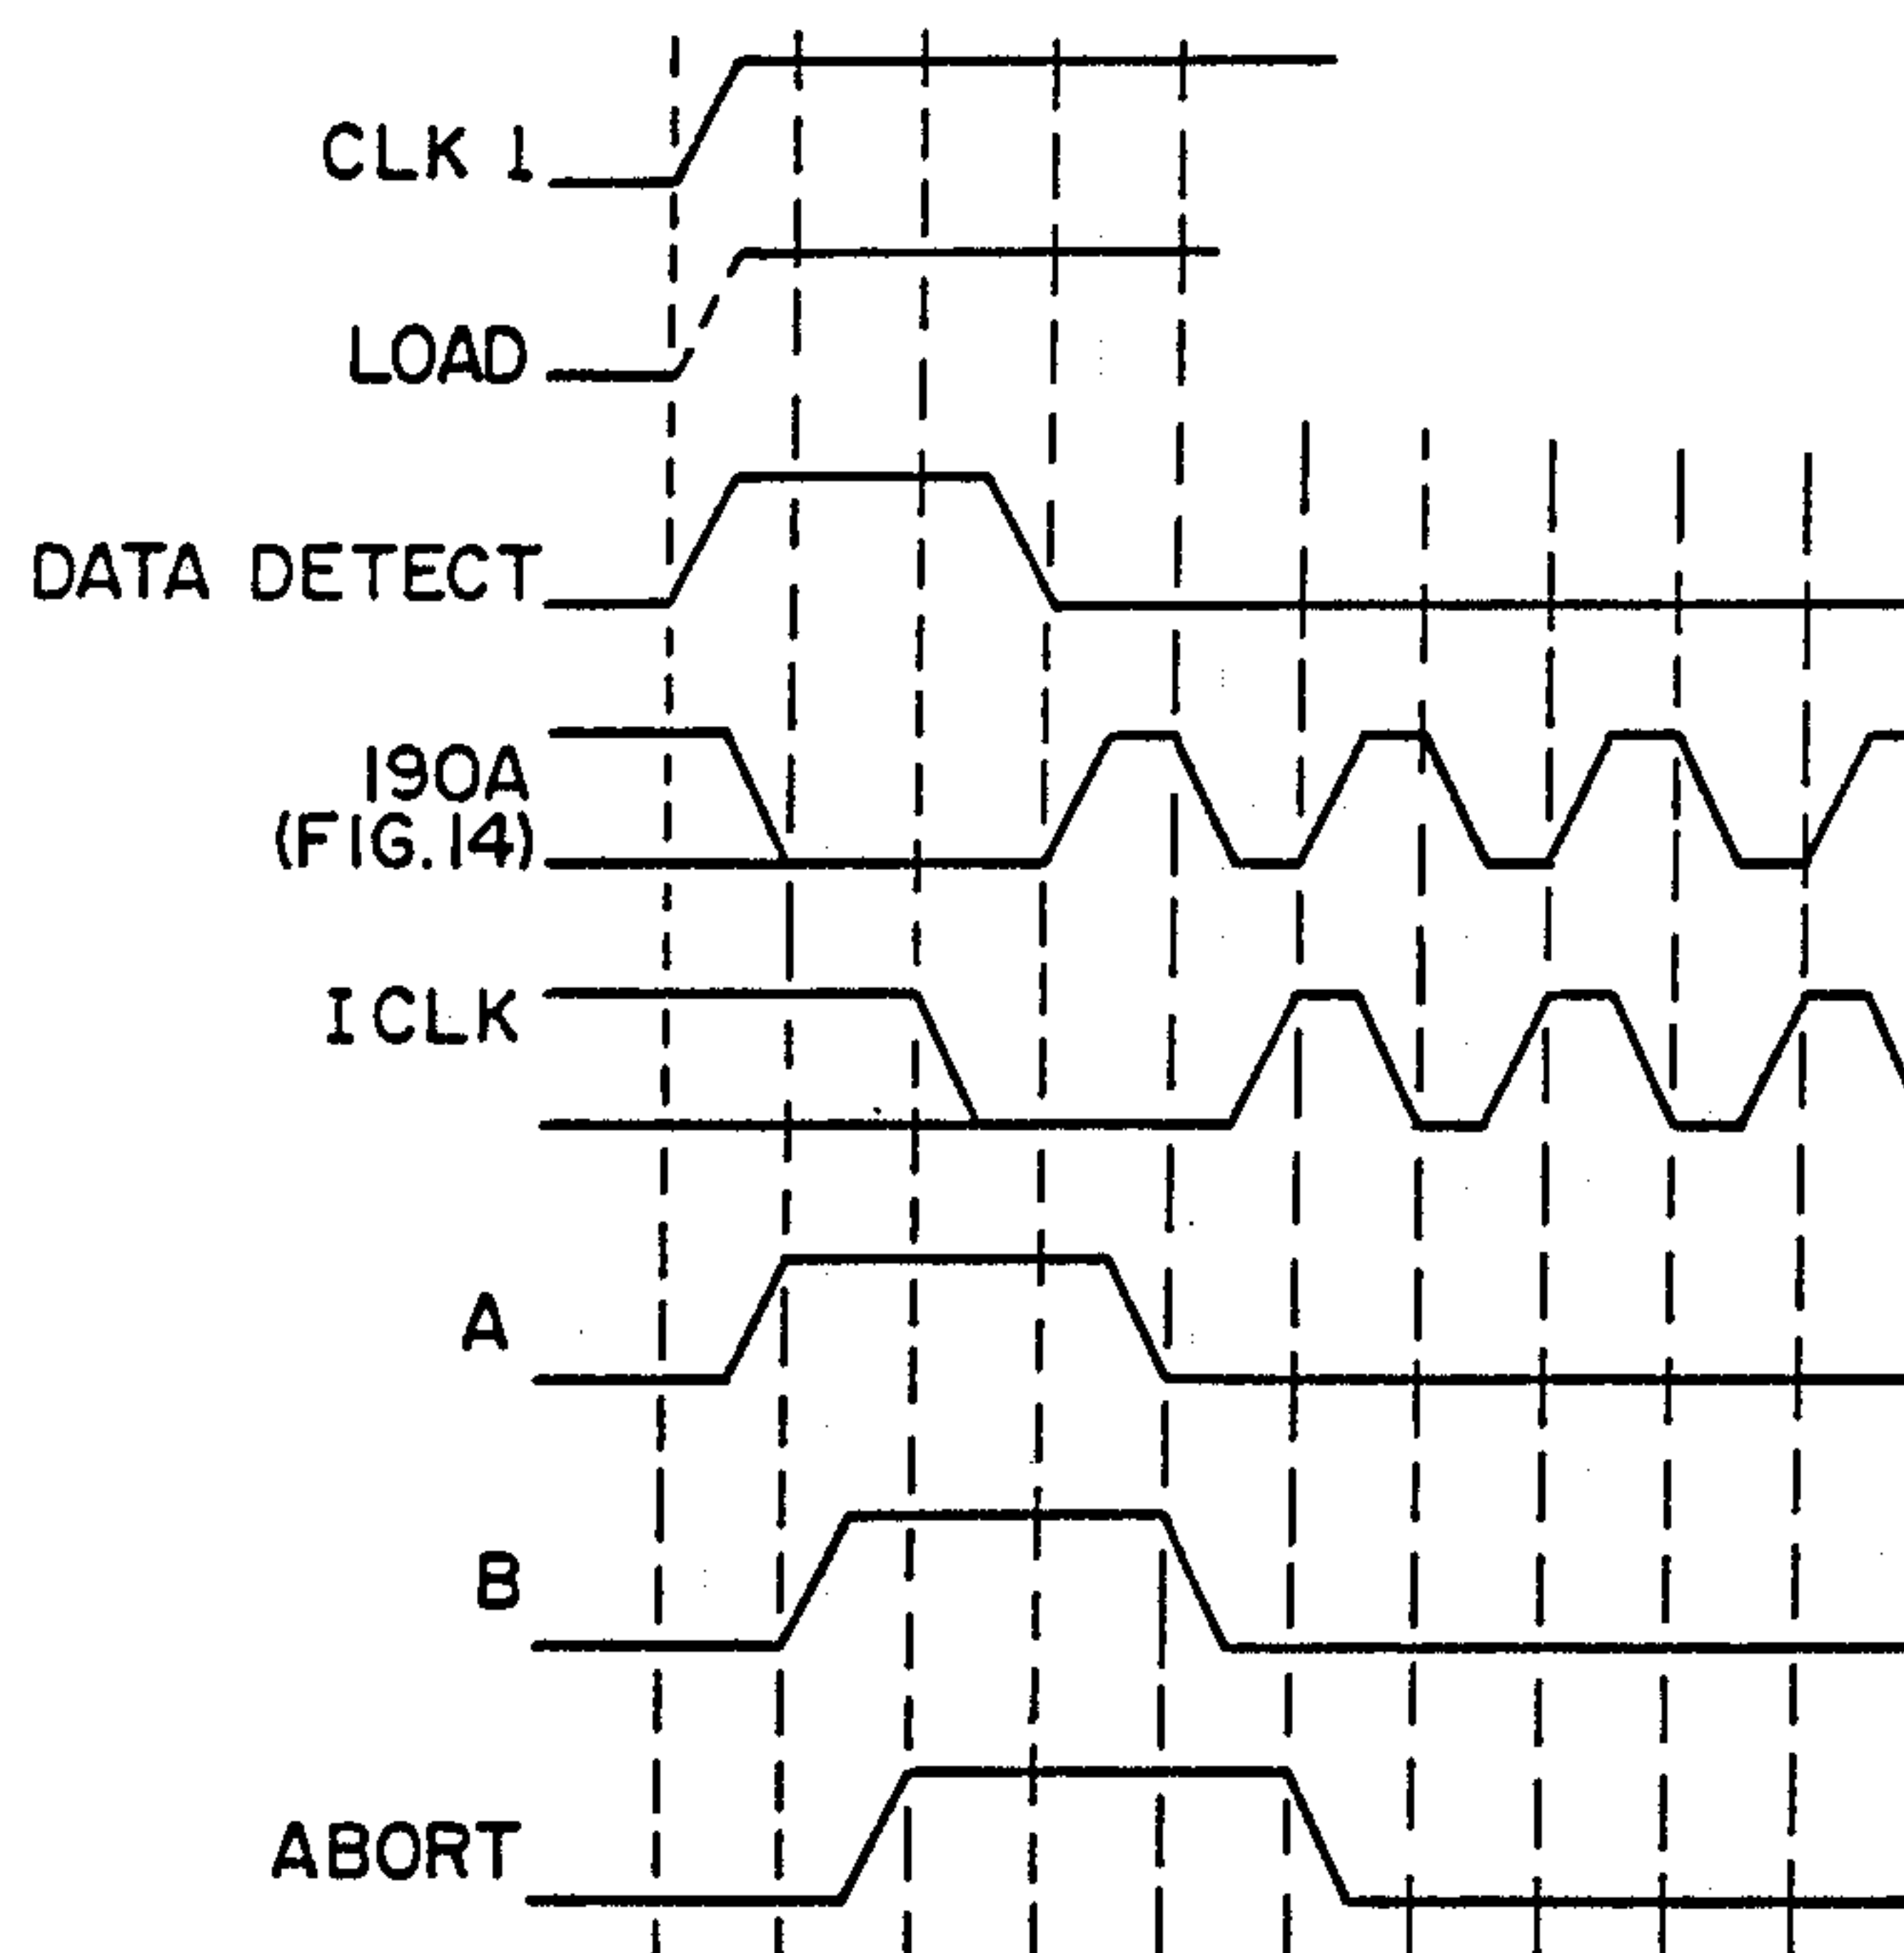 CLK 1
LOAD
DATA DETECT
190A
(FIG.14)
ICLK
A
B
ABORT